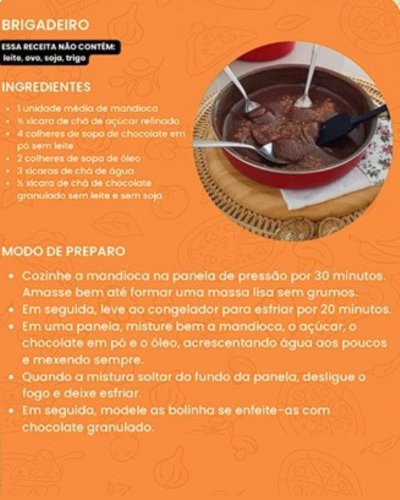 BRIGADEIRO
ESSA RECEITA NÃO CONTÉM:
leite, ovo, soja, trigo
INGREDIENTES
• 1 unidade média de mandioca
• ½ xícara de chá de açúcar refinado
• 4 colheres de sopa de chocolate em
pó sem leite
• 2 colheres de sopa de óleo
• 3 xícaras de chá de água
• ½ xícara de chá de chocolate
granulado sem leite e sem soja
MODO DE PREPARO
• Cozinhe a mandioca na panela de pressão por 30 minutos.
Amasse bem até formar uma massa lisa sem grumos.
• Em seguida, leve ao congelador para esfriar por 20 minutos.
• Em uma panela, misture bem a mandioca, o açúcar, o
chocolate em pó e o óleo, acrescentando água aos poucos
e mexendo sempre.
• Quando a mistura soltar do fundo da panela, desligue o
fogo e deixe esfriar.
• Em seguida, modele as bolinha se enfeite-as com
chocolate granulado.